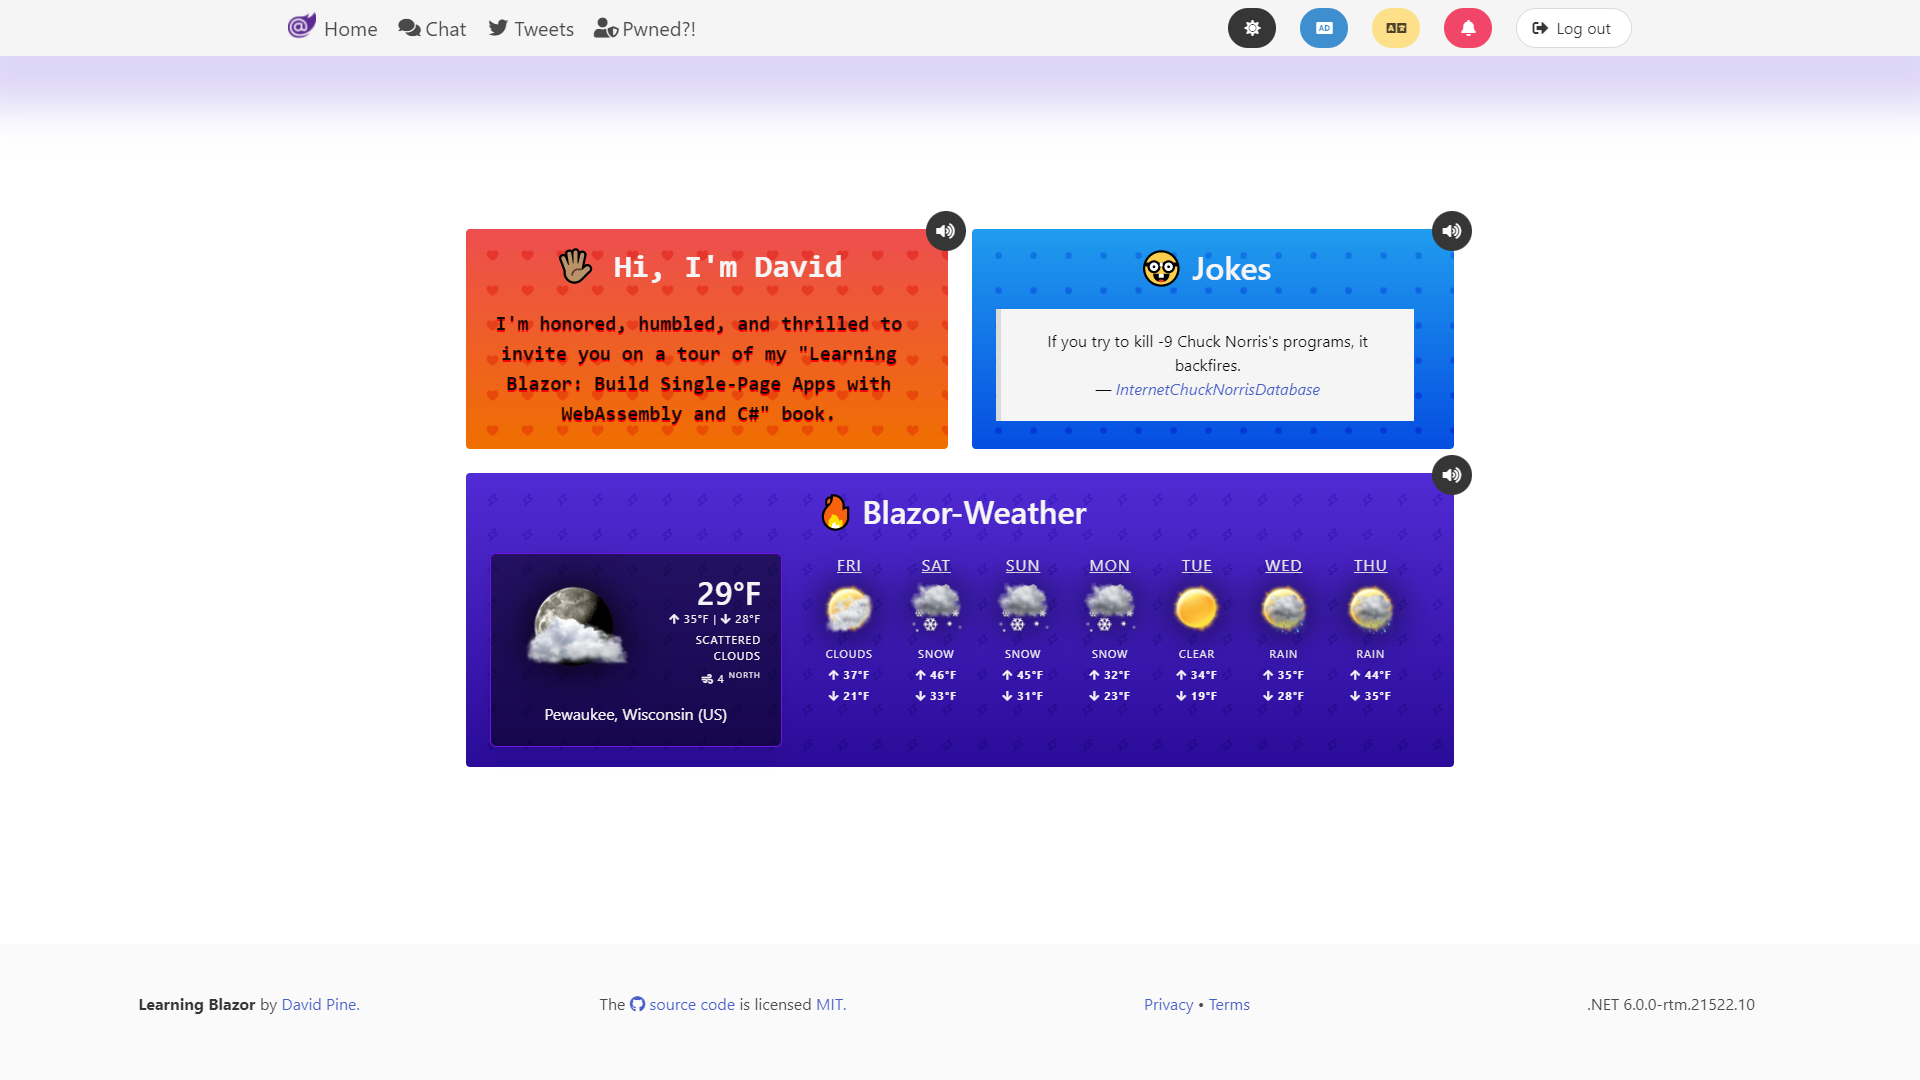 Home Chat Tweets Pwned?! AD Log out
Hi, I'm David
I'm honored, humbled, and thrilled to
invite you on a tour of my "Learning
Blazor: Build Single-Page Apps with
WebAssembly and C#" book.
Jokes
If you try to kill -9 Chuck Norris's programs, it
backfires.
— InternetChuckNorrisDatabase
Blazor-Weather
29°F
35°F | 28°F
SCATTERED
CLOUDS
4 NORTH
Pewaukee, Wisconsin (US)
FRI SAT SUN MON TUE WED THU
CLOUDS SNOW SNOW SNOW CLEAR RAIN RAIN
37°F 46°F 45°F 32°F 34°F 35°F 44°F
21°F 33°F 31°F 23°F 19°F 28°F 35°F
Learning Blazor by David Pine. The source code is licensed MIT. Privacy • Terms .NET 6.0.0-rtm.21522.10